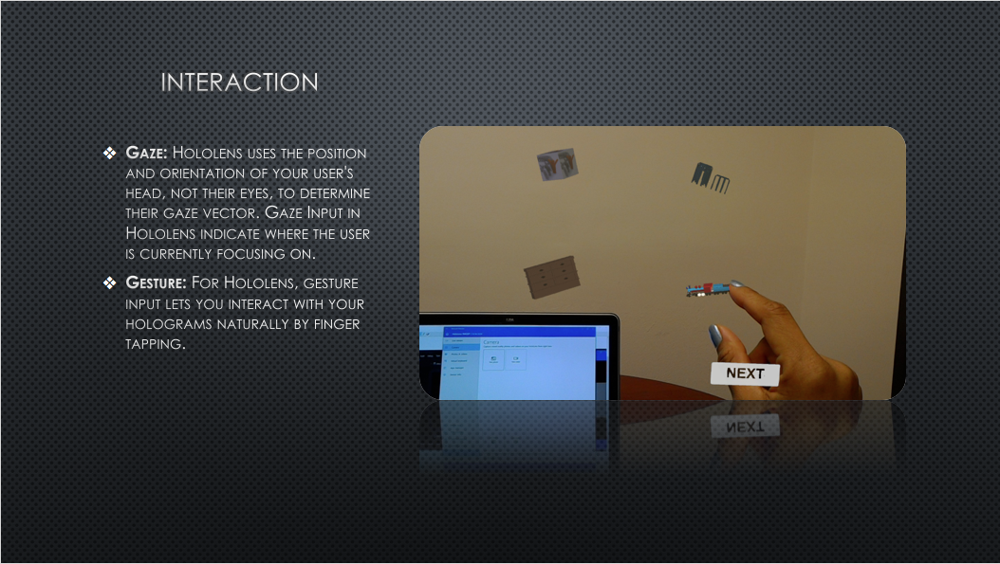 INTERACTION
❖ GAZE: HOLOLENS USES THE POSITION
AND ORIENTATION OF YOUR USER'S
HEAD, NOT THEIR EYES, TO DETERMINE
THEIR GAZE VECTOR. GAZE INPUT IN
HOLOLENS INDICATE WHERE THE USER
IS CURRENTLY FOCUSING ON.
❖ GESTURE: FOR HOLOLENS, GESTURE
INPUT LETS YOU INTERACT WITH YOUR
HOLOGRAMS NATURALLY BY FINGER
TAPPING.
Camera
NEXT